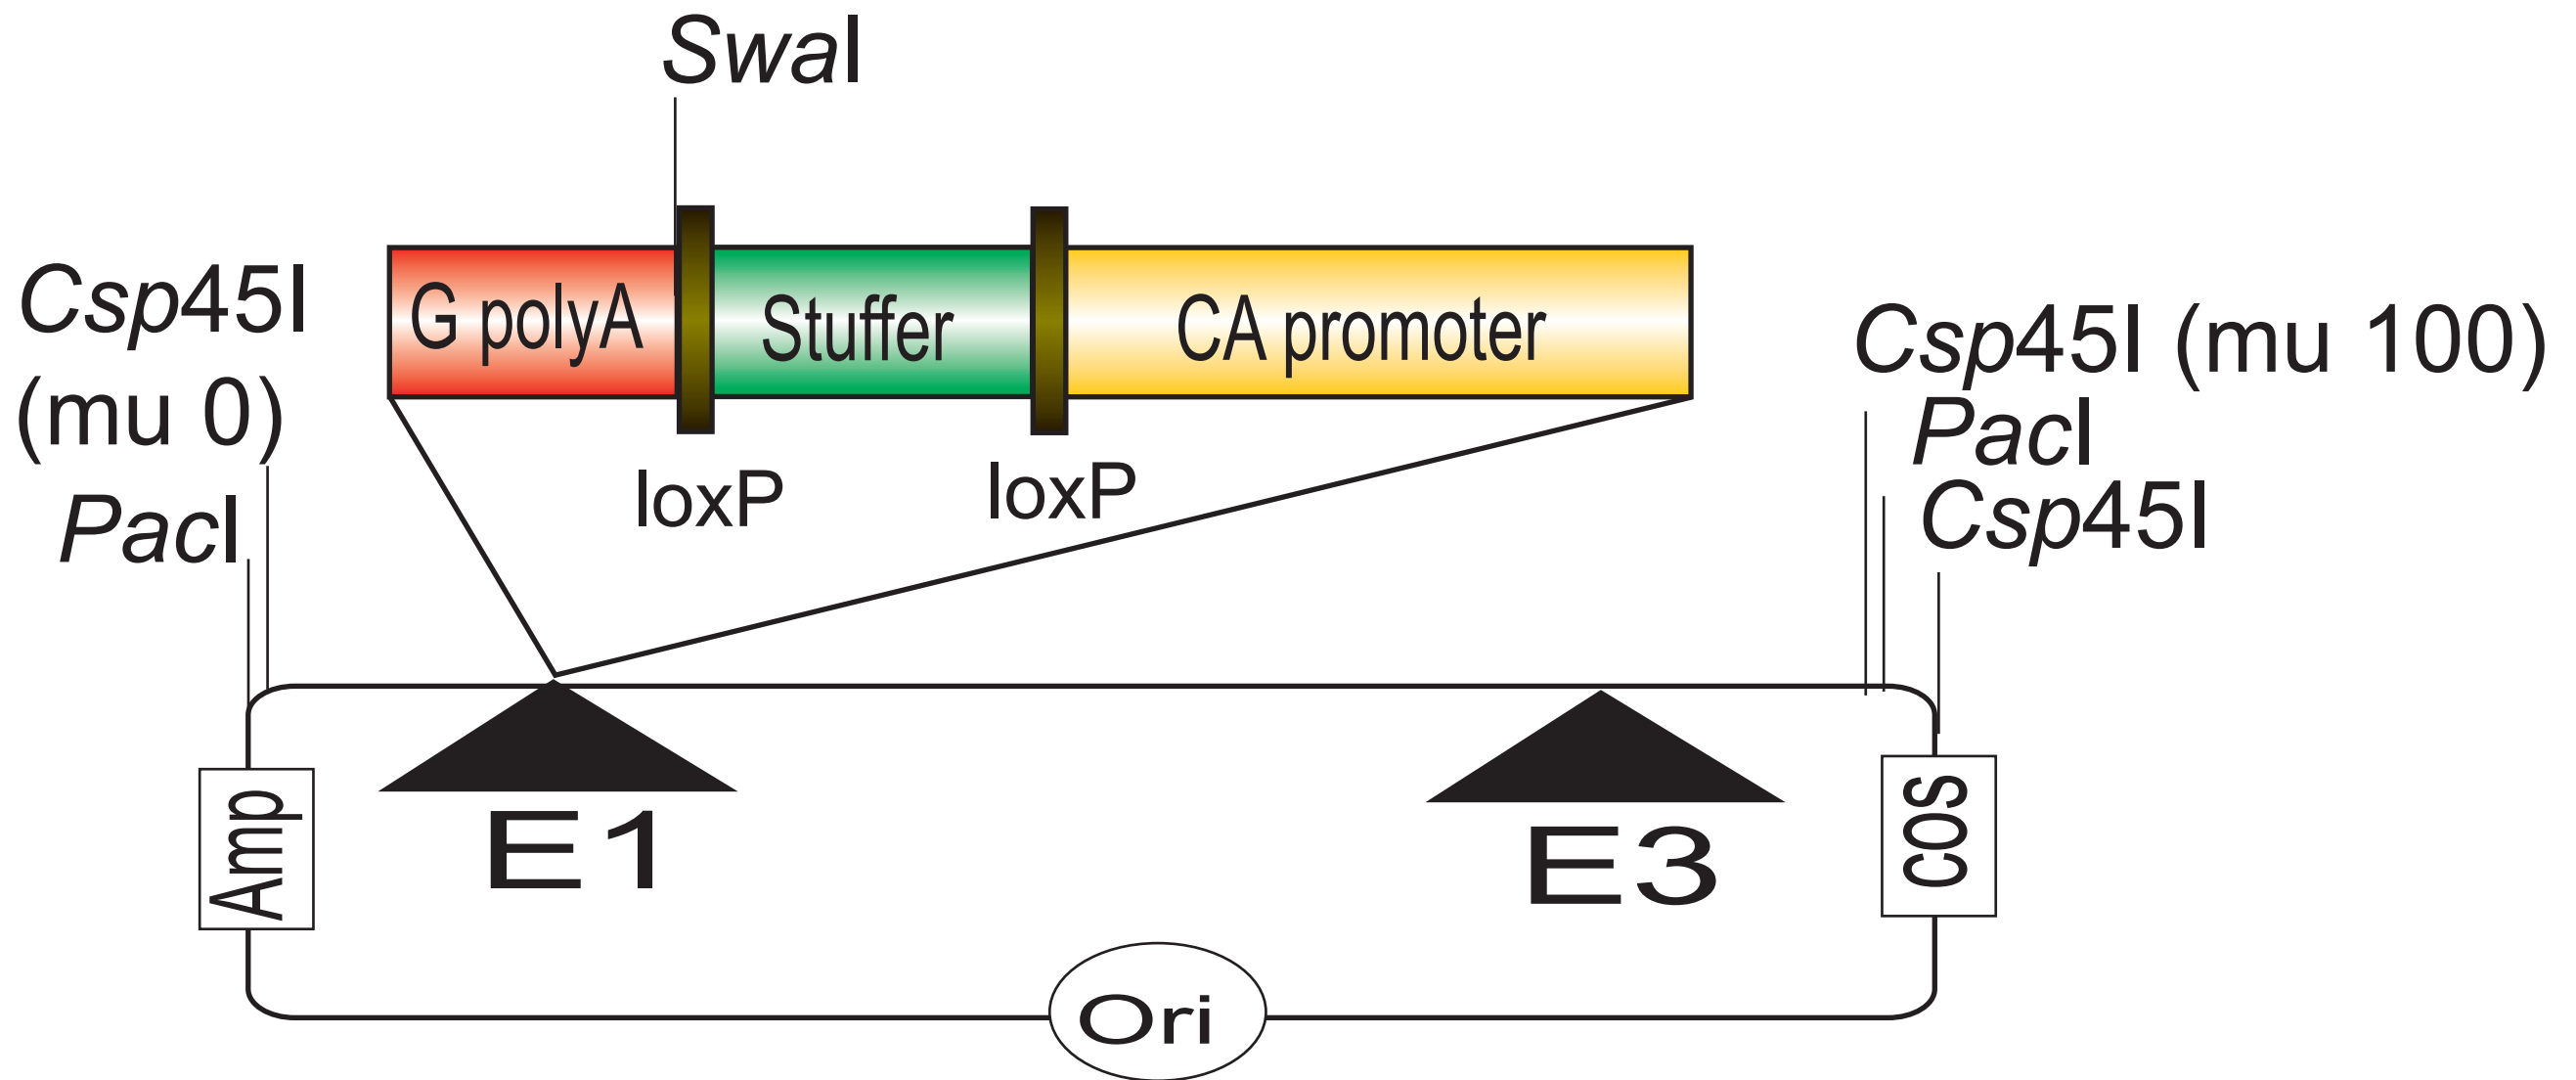 SwaI
G polyA
Stuffer
CA promoter
Csp45I
(mu 0)
PacI
loxP
loxP
Csp45I (mu 100)
PacI
Csp45I
E1
E3
Amp
cos
Ori